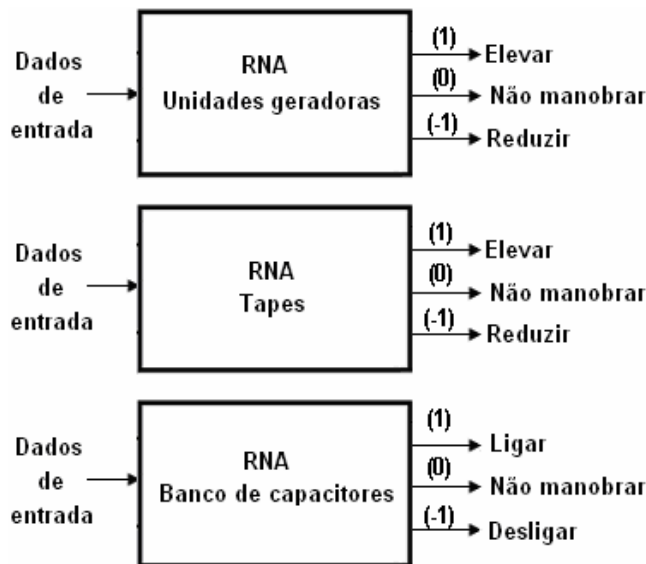 Dados
de
entrada
RNA
Unidades geradoras
(1)
Elevar
(0)
Não manobrar
(-1)
Reduzir
Dados
de
entrada
RNA
Tapes
(1)
Elevar
(0)
Não manobrar
(-1)
Reduzir
Dados
de
entrada
RNA
Banco de capacitores
(1)
Ligar
(0)
Não manobrar
(-1)
Desligar